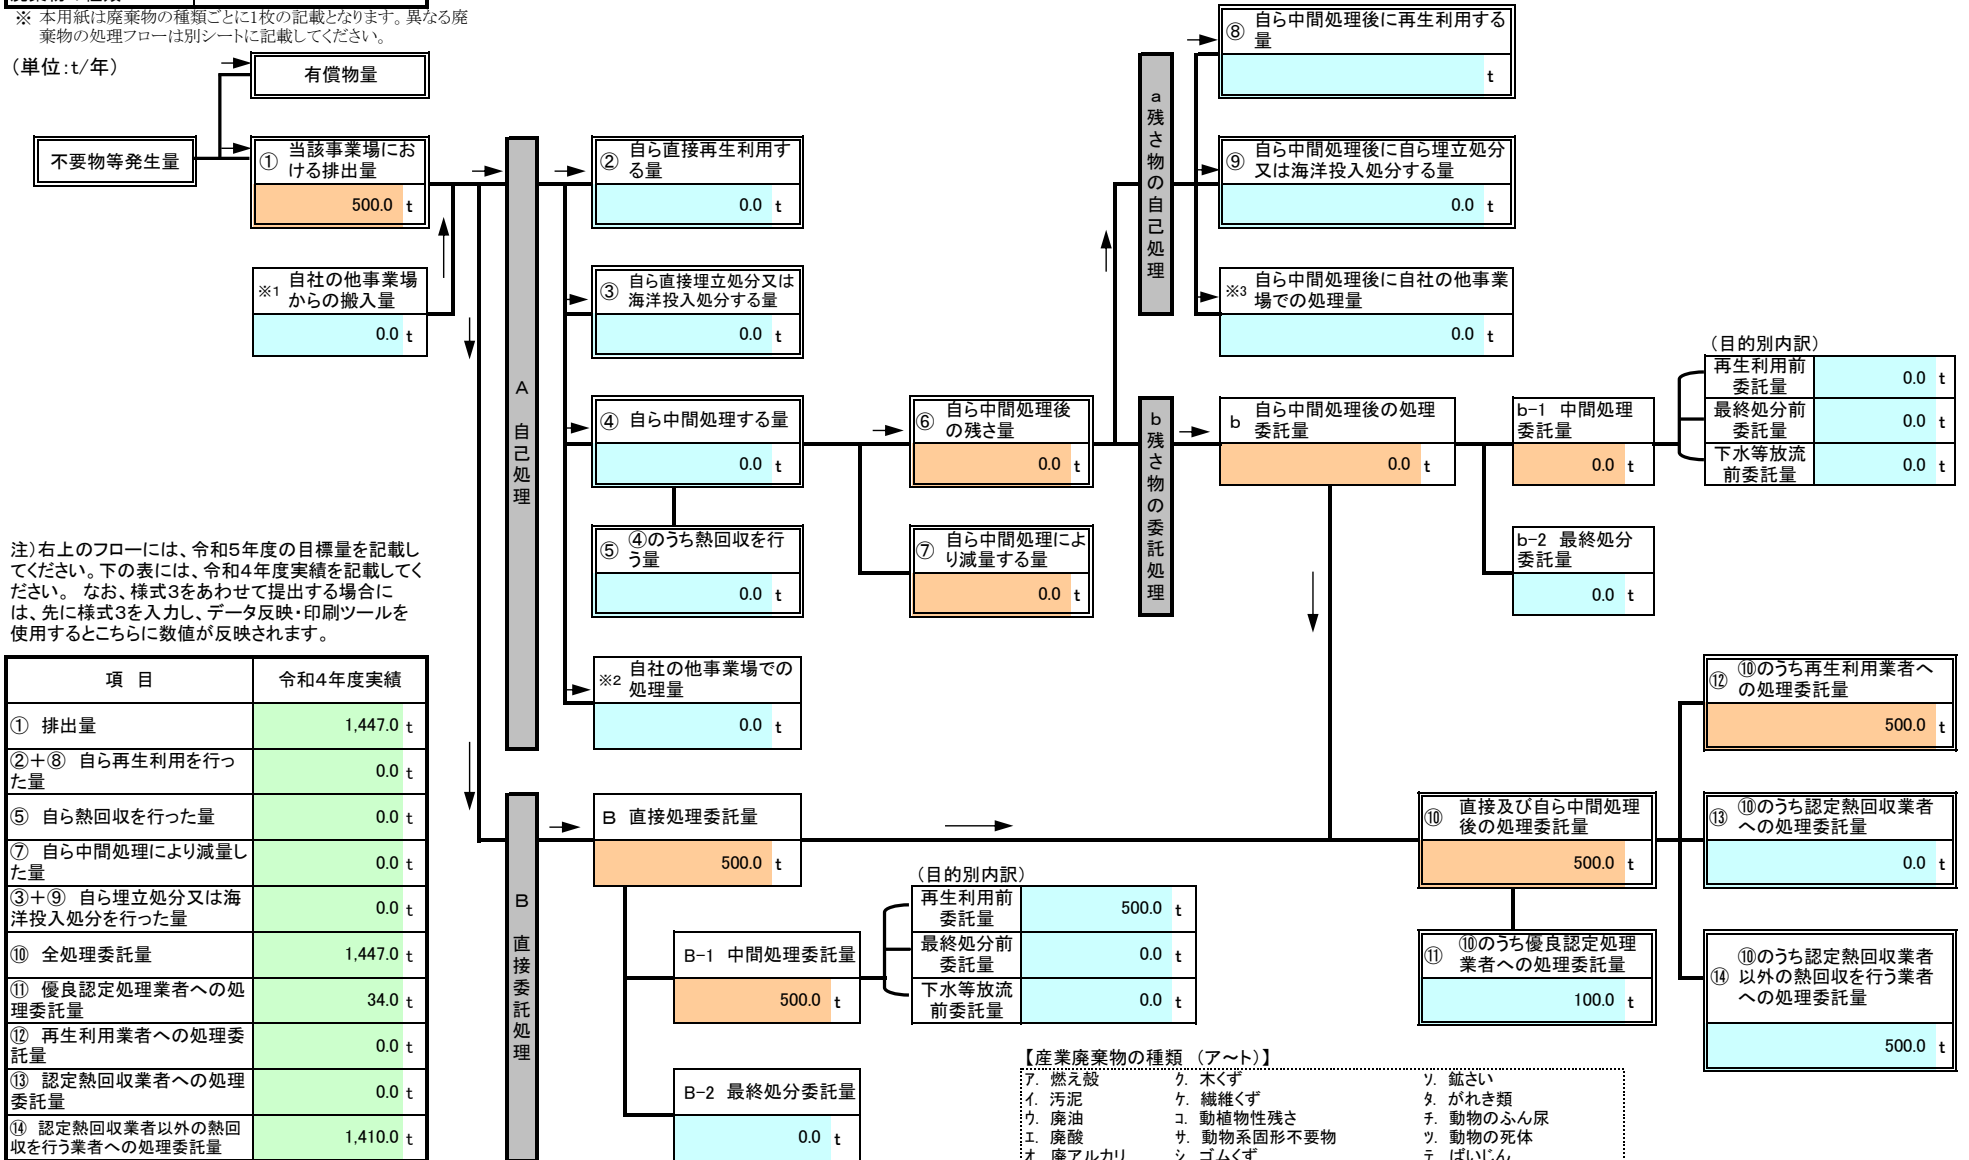 ※ 本用紙は廃棄物の種類ごとに1枚の記載となります。異なる廃
棄物の処理フローは別シートに記載してください。
(単位:t/年)
有償物量
不要物等発生量
① 当該事業場にお
ける排出量
500.0 t
※1 自社の他事業場
からの搬入量
0.0 t
A 自己処理
② 自ら直接再生利用す
る量
0.0 t
③ 自ら直接埋立処分又は
海洋投入処分する量
0.0 t
④ 自ら中間処理する量
0.0 t
⑤ ④のうち熱回収を行
う量
0.0 t
※2 自社の他事業場での
処理量
0.0 t
⑥ 自ら中間処理後
の残さ量
0.0 t
⑦ 自ら中間処理によ
り減量する量
0.0 t
a 残さ物の自己処理
⑧ 自ら中間処理後に再生利用する
量
t
⑨ 自ら中間処理後に自ら埋立処分
又は海洋投入処分する量
0.0 t
※3 自ら中間処理後に自社の他事業
場での処理量
0.0 t
b 残さ物の委託処理
b 自ら中間処理後の処理
委託量
0.0 t
b-1 中間処理
委託量
0.0 t
b-2 最終処分
委託量
0.0 t
(目的別内訳)
再生利用前
委託量
0.0 t
最終処分前
委託量
0.0 t
下水等放流
前委託量
0.0 t
注)右上のフローには、令和5年度の目標量を記載し
てください。下の表には、令和4年度実績を記載してく
ださい。 なお、様式3をあわせて提出する場合に
は、先に様式3を入力し、データ反映・印刷ツールを
使用するとこちらに数値が反映されます。
項 目 令和4年度実績
① 排出量 1,447.0 t
②+⑧ 自ら再生利用を行っ
た量 0.0 t
⑤ 自ら熱回収を行った量 0.0 t
⑦ 自ら中間処理により減量し
た量 0.0 t
③+⑨ 自ら埋立処分又は海
洋投入処分を行った量 0.0 t
⑩ 全処理委託量 1,447.0 t
⑪ 優良認定処理業者への処
理委託量 34.0 t
⑫ 再生利用業者への処理委
託量 0.0 t
⑬ 認定熱回収業者への処理
委託量 0.0 t
⑭ 認定熱回収業者以外の熱回
収を行う業者への処理委託量 1,410.0 t
B 直接委託処理
B 直接処理委託量
500.0 t
B-1 中間処理委託量
500.0 t
B-2 最終処分委託量
0.0 t
(目的別内訳)
再生利用前
委託量
500.0 t
最終処分前
委託量
0.0 t
下水等放流
前委託量
0.0 t
⑩ 直接及び自ら中間処理
後の処理委託量
500.0 t
⑪ ⑩のうち優良認定処理
業者への処理委託量
100.0 t
⑫ ⑩のうち再生利用業者へ
の処理委託量
500.0 t
⑬ ⑩のうち認定熱回収業者
への処理委託量
0.0 t
⑭ ⑩のうち認定熱回収業者
以外の熱回収を行う業者
への処理委託量
500.0 t
【産業廃棄物の種類 (ア~ト)】
ア. 燃え殻 ク. 木くず ソ. 鉱さい
イ. 汚泥 ケ. 繊維くず タ. がれき類
ウ. 廃油 コ. 動植物性残さ チ. 動物のふん尿
エ. 廃酸 サ. 動物系固形不要物 ツ. 動物の死体
オ. 廃アルカリ シ. ゴムくず テ. ばいじん